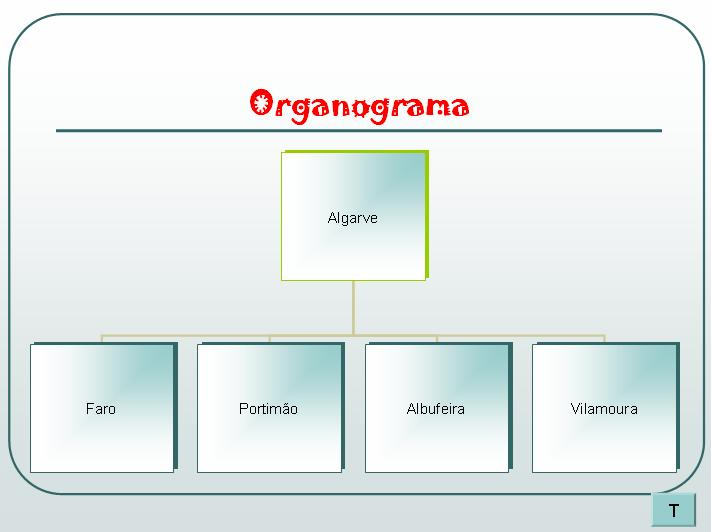 Organograma
Algarve
Faro
Portimão
Albufeira
Vilamoura
T